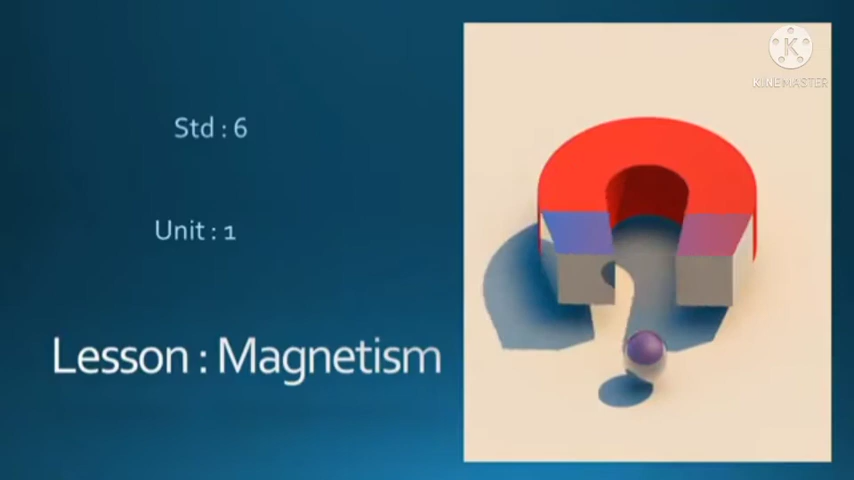 Std : 6
Unit : 1
Lesson : Magnetism
K
KINEMASTER